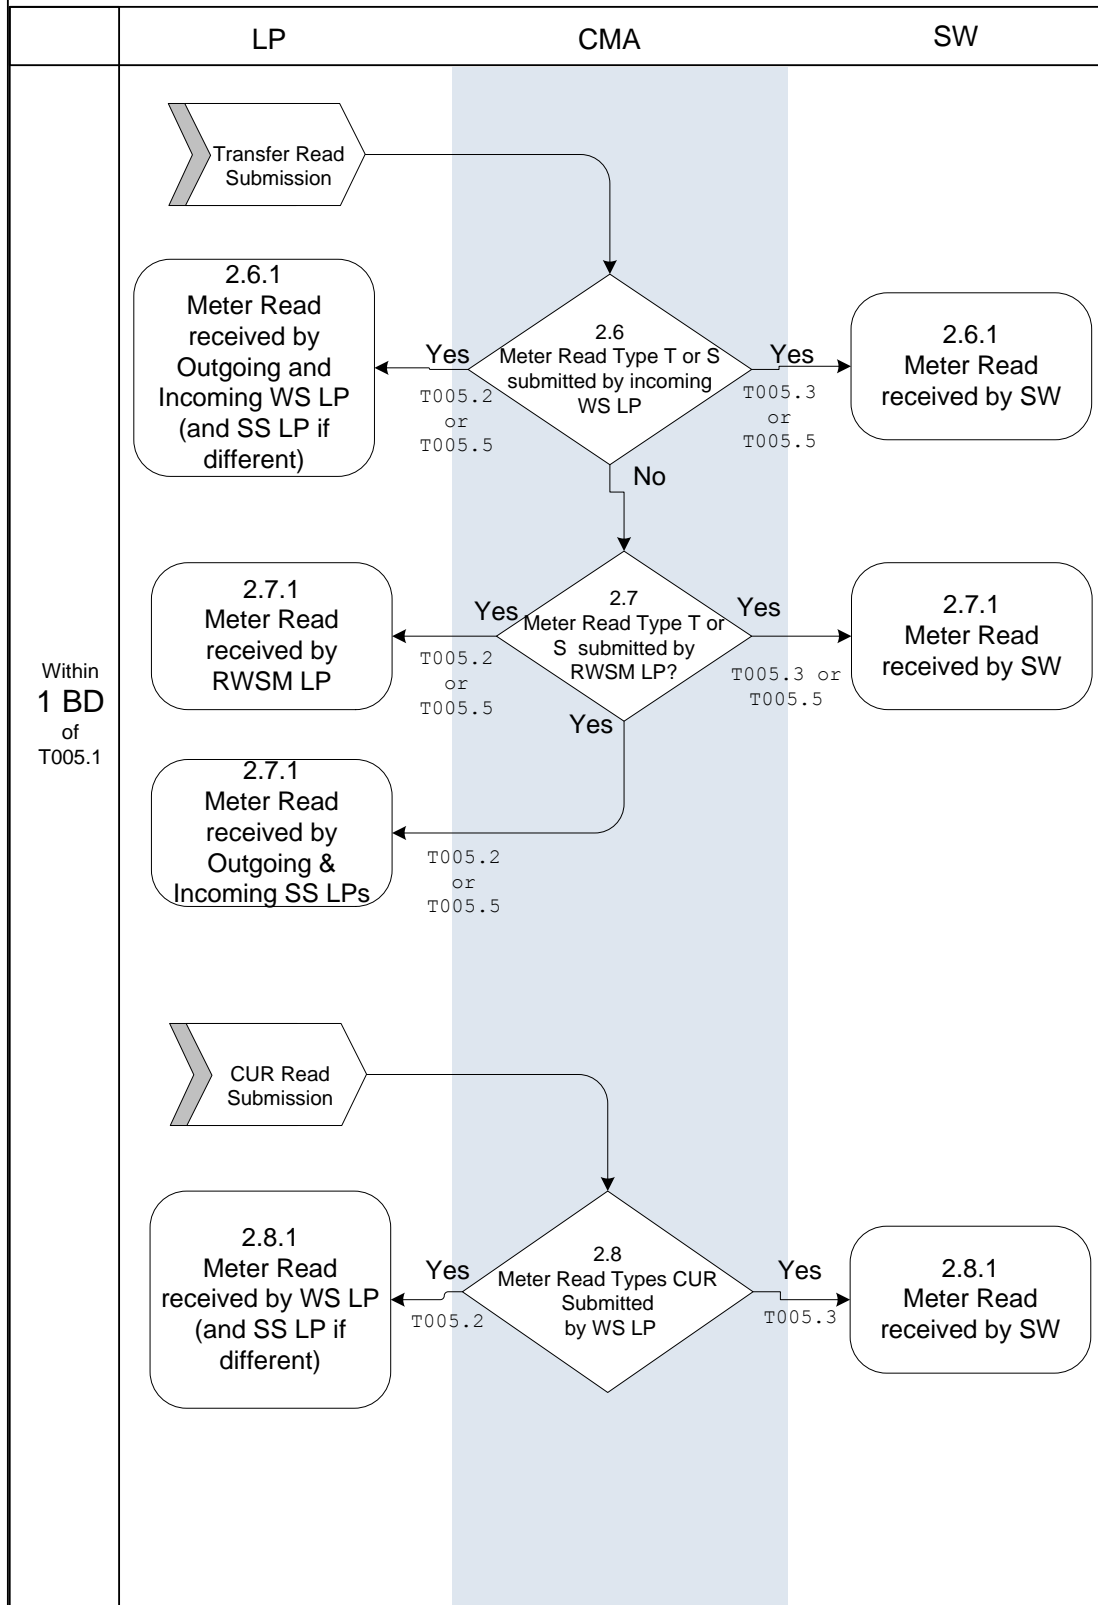 LP
CMA
SW
Within
1 BD
of
T005.1
Transfer Read
Submission
2.6.1
Meter Read
received by
Outgoing and
Incoming WS LP
(and SS LP if
different)
Yes
T005.2
or
T005.5
2.6
Meter Read Type T or S
submitted by incoming
WS LP
Yes
T005.3
or
T005.5
2.6.1
Meter Read
received by SW
No
2.7.1
Meter Read
received by
RWSM LP
Yes
T005.2
or
T005.5
2.7
Meter Read Type T or
S submitted by
RWSM LP?
Yes
T005.3 or
T005.5
2.7.1
Meter Read
received by SW
Yes
2.7.1
Meter Read
received by
Outgoing &
Incoming SS LPs
T005.2
or
T005.5
CUR Read
Submission
2.8.1
Meter Read
received by WS LP
(and SS LP if
different)
Yes
T005.2
2.8
Meter Read Types CUR
Submitted
by WS LP
Yes
T005.3
2.8.1
Meter Read
received by SW